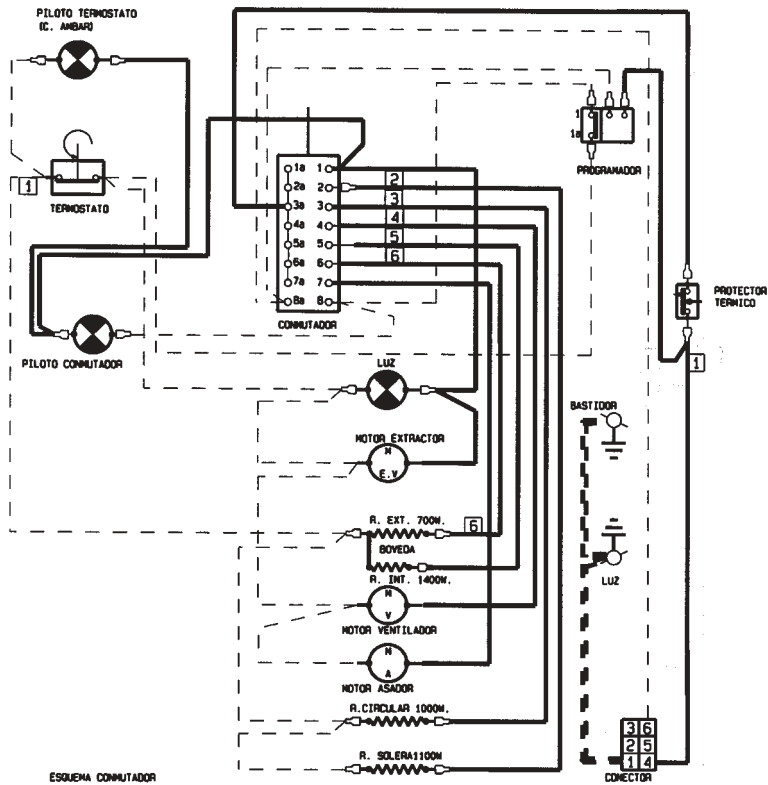 PILOTO TERMOSTATO
(C. AMBAR)
1
TERMOSTATO
PILOTO CONMUTADOR
1a 1
2a 2
3a 3
4a 4
5a 5
6a 6
7a 7
8a 8
CONMUTADOR
2
3
4
5
6
1
1a
PROGRAMADOR
PROTECTOR
TERMICO
1
LUZ
MOTOR EXTRACTOR
M
E.V
R. EXT. 700W.
6
BOVEDA
R. INT. 1400W.
M
V
MOTOR VENTILADOR
M
A
MOTOR ASADOR
R.CIRCULAR 1000W.
R. SOLERA1100W
BASTIDOR
LUZ
3 6
2 5
1 4
CONECTOR
ESQUEMA CONMUTADOR